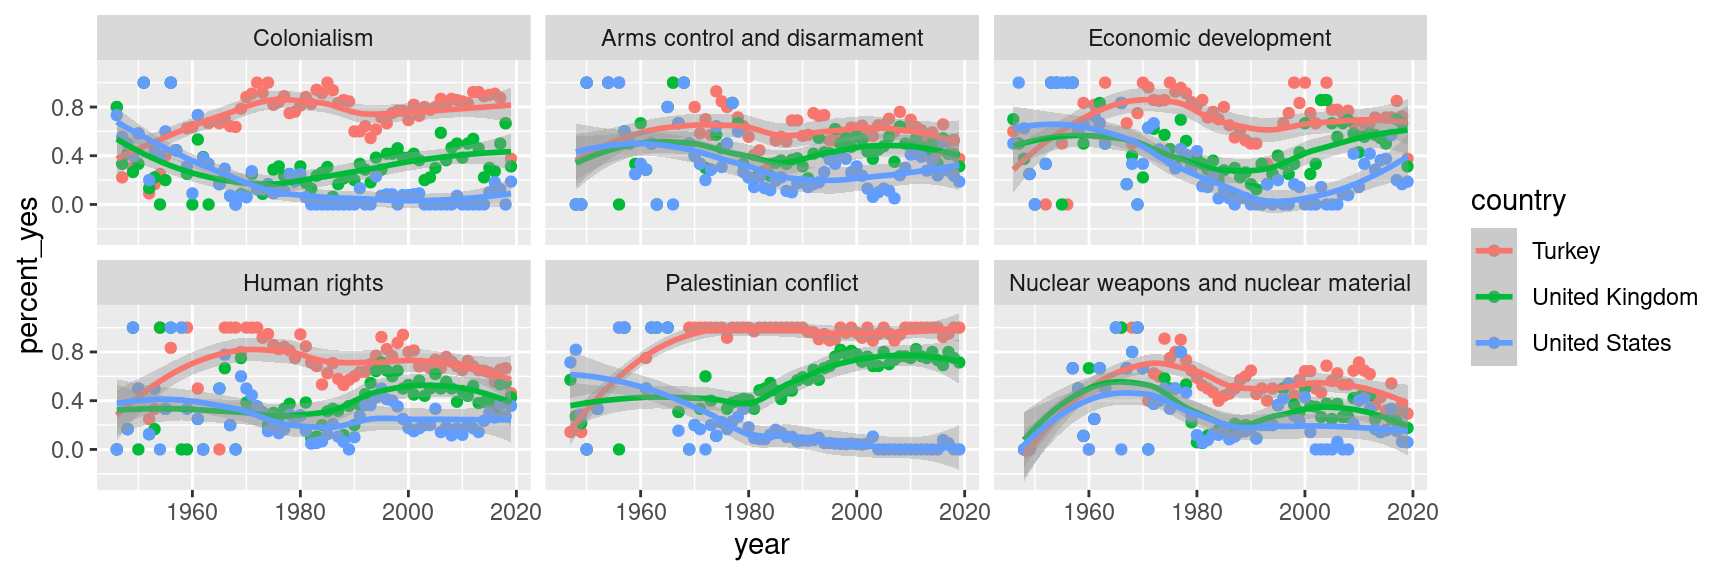 Colonialism
Arms control and disarmament
Economic development
0.8
0.4
0.0
Human rights
Palestinian conflict
Nuclear weapons and nuclear material
0.8
0.4
0.0
1960
1980
2000
2020
1960
1980
2000
2020
1960
1980
2000
2020
year
percent_yes
country
Turkey
United Kingdom
United States